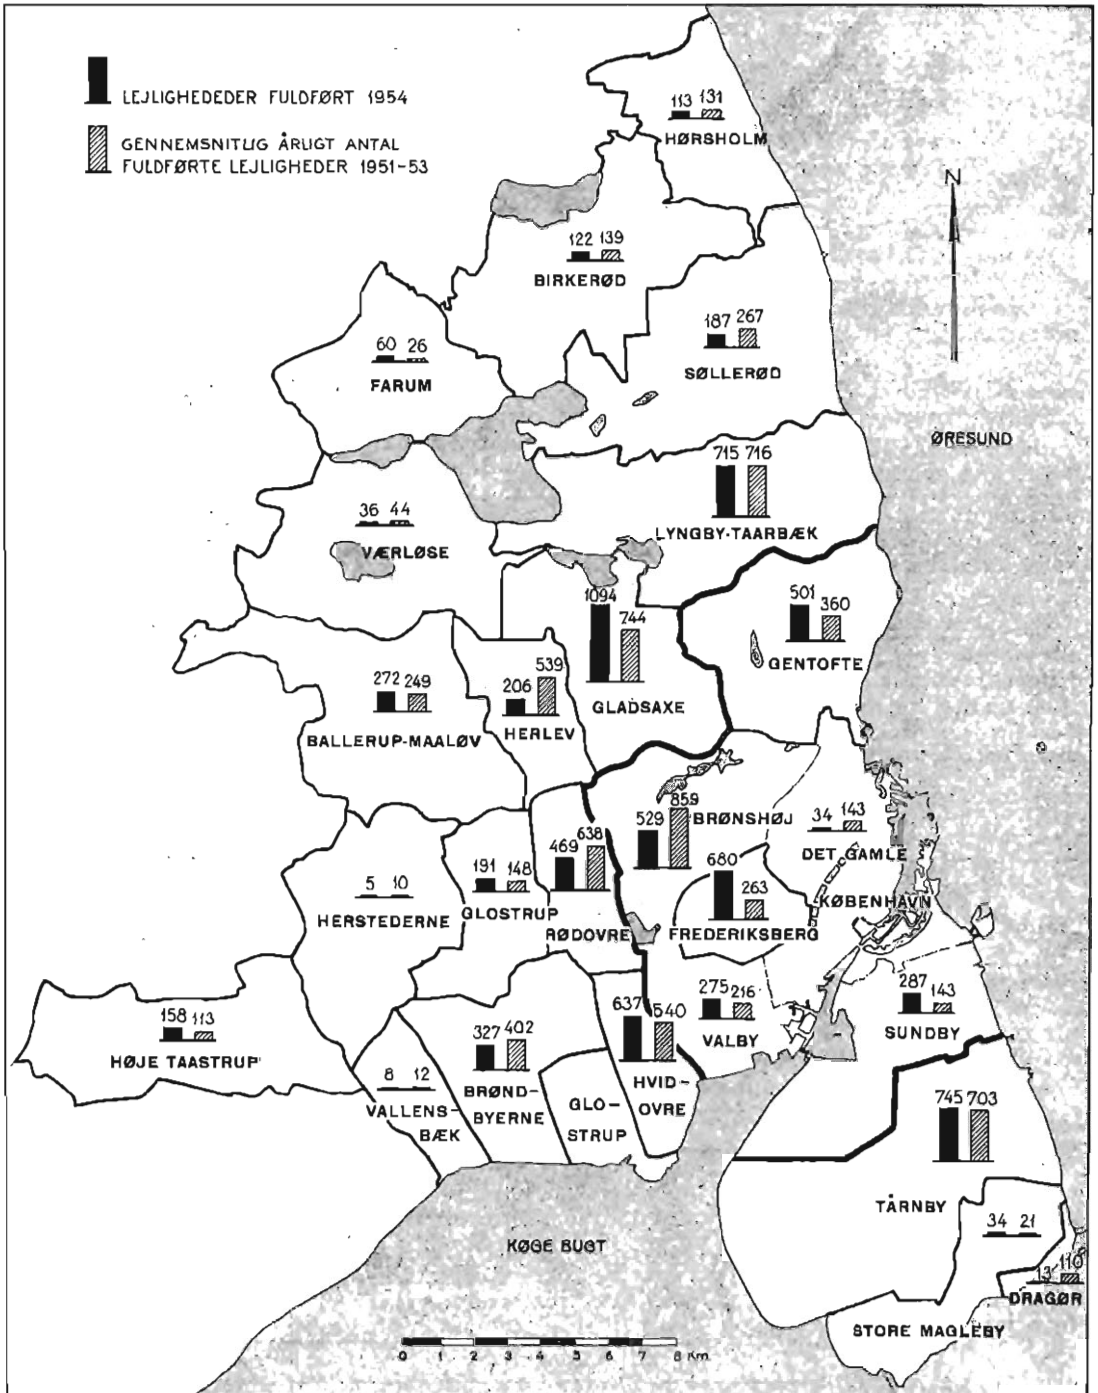 LEJLIGHEDEDER FULDFØRT 1954
GENNEMSNITLIG ÅRLIGT ANTAL
FULDFØRTE LEJLIGHEDER 1951-53
113 131
HØRSHOLM
N
122 139
BIRKERØD
187 267
SØLLERØD
60 26
FARUM
ØRESUND
715 716
LYNGBY-TAARBÆK
36 44
VÆRLØSE
1094 744
GLADSAXE
501 360
GENTOFTE
272 249
BALLERUP-MAALØV
206 539
HERLEV
529 859
BRØNSHØJ
34 143
DET GAMLE
KØBENHAVN
469 638
RØDOVRE
680 263
FREDERIKSBERG
5 10
HERSTEDERNE
191 148
GLOSTRUP
158 113
HØJE TAASTRUP
8 12
VALLENS-
BÆK
327 402
BRØND-
BYERNE
GLO-
STRUP
637 540
HVID-
OVRE
275 216
VALBY
287 143
SUNDBY
745 703
TÅRNBY
34 21
13 110
DRAGØR
STORE MAGLEBY
KØGE BUGT
0 1 2 3 4 5 6 7 8 Km.